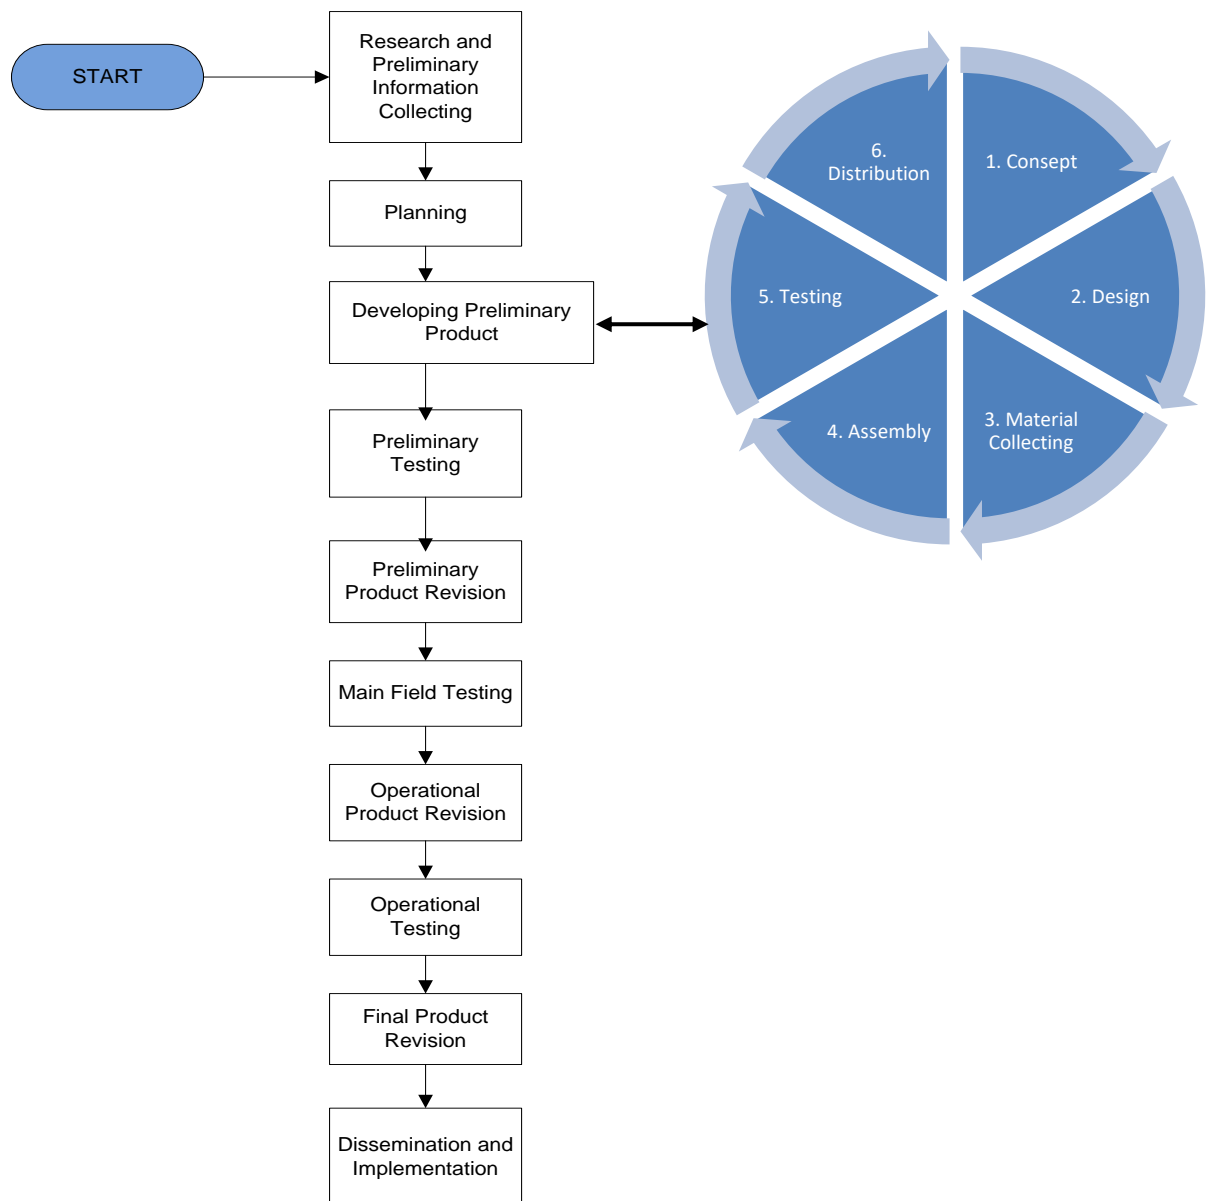 START
Research and
Preliminary
Information
Collecting
Planning
Developing Preliminary
Product
Preliminary
Testing
Preliminary
Product Revision
Main Field Testing
Operational
Product Revision
Operational
Testing
Final Product
Revision
Dissemination and
Implementation
1. Consept
2. Design
3. Material
Collecting
4. Assembly
5. Testing
6.
Distribution